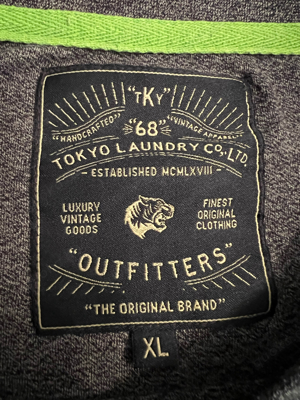 "TKY"
"HANDCRAFTED" "68" "VINTAGE APPAREL"
TOKYO LAUNDRY CO., LTD.
- ESTABLISHED MCMLXVIII -
LUXURY
VINTAGE
GOODS
FINEST
ORIGINAL
CLOTHING
"OUTFITTERS"
"THE ORIGINAL BRAND"
XL